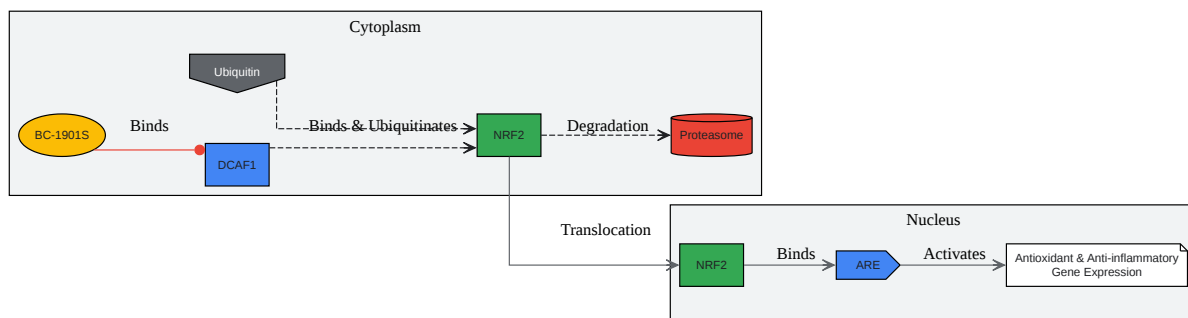 Cytoplasm
Ubiquitin
BC-1901S
Binds
DCAF1
Binds & Ubiquitinates
NRF2
Degradation
Proteasome
Translocation
Nucleus
NRF2
Binds
ARE
Activates
Antioxidant & Anti-inflammatory
Gene Expression